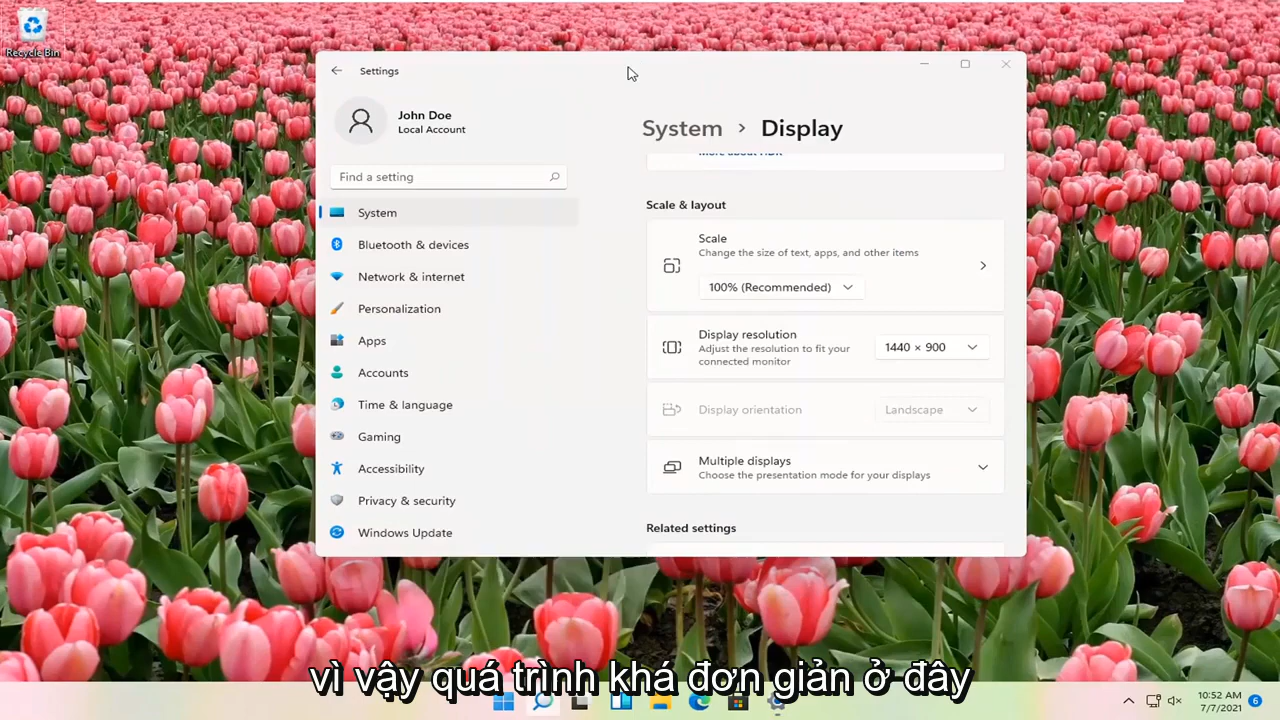 Recycle Bin
Settings
John Doe
Local Account
Find a setting
System
Bluetooth & devices
Network & internet
Personalization
Apps
Accounts
Time & language
Gaming
Accessibility
Privacy & security
Windows Update
System > Display
More about HDR
Scale & layout
Scale
Change the size of text, apps, and other items
100% (Recommended)
Display resolution
Adjust the resolution to fit your
connected monitor
1440 × 900
Display orientation
Landscape
Multiple displays
Choose the presentation mode for your displays
Related settings
vì vậy quá trình khá đơn giản ở đây
10:52 AM
7/7/2021
6